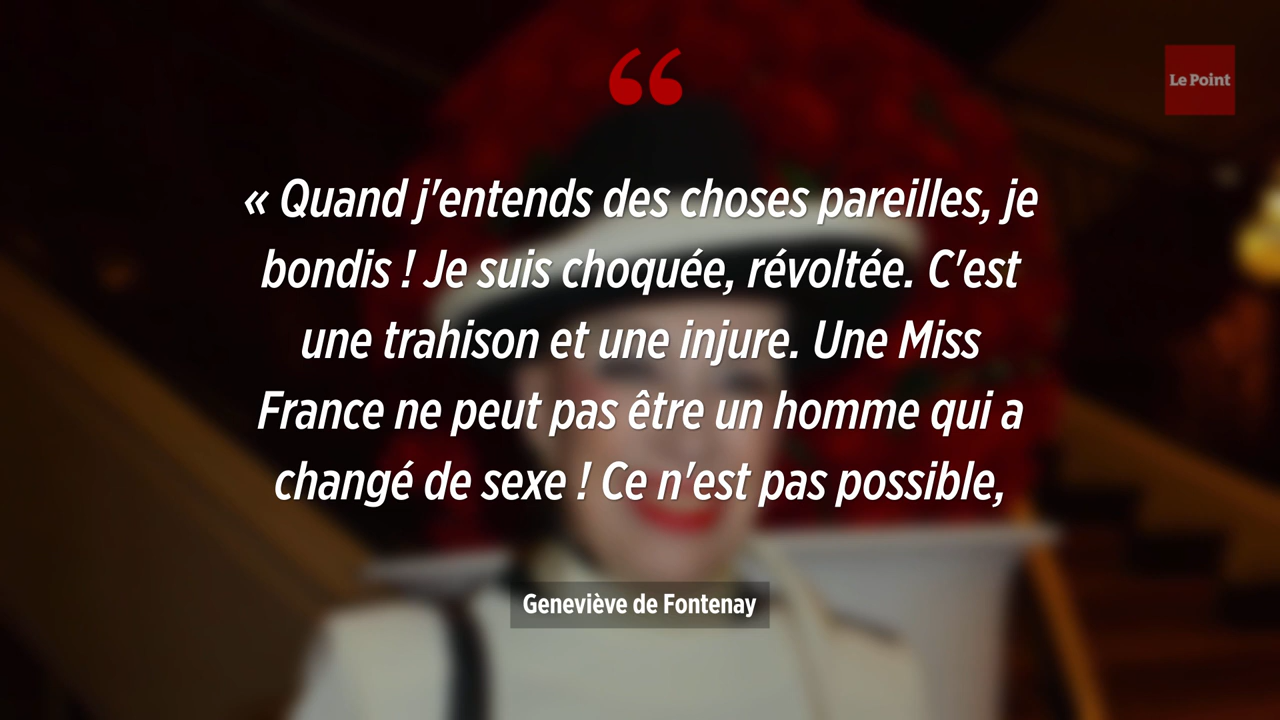 “
Le Point
« Quand j'entends des choses pareilles, je
bondis ! Je suis choquée, révoltée. C'est
une trahison et une injure. Une Miss
France ne peut pas être un homme qui a
changé de sexe ! Ce n'est pas possible,
Geneviève de Fontenay